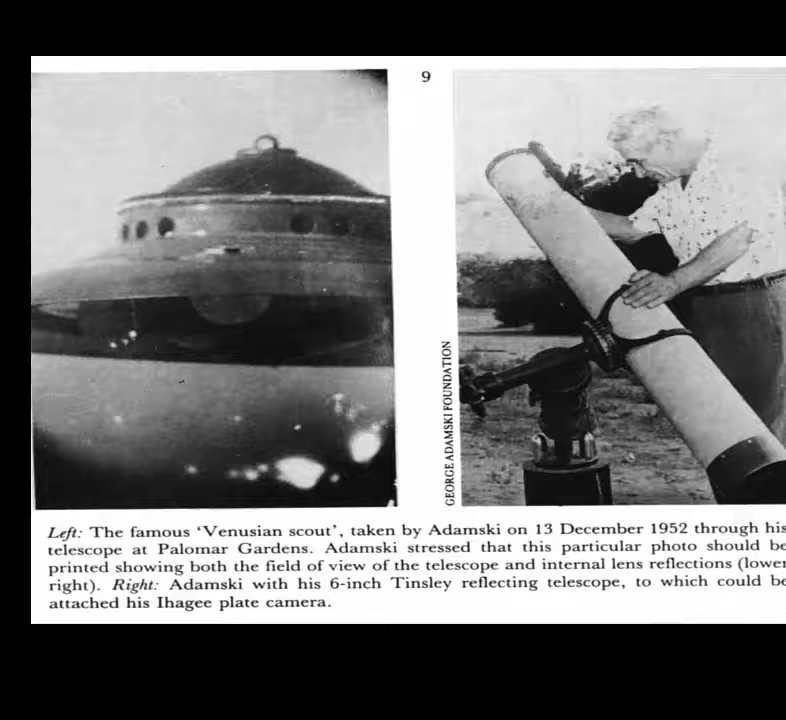 9
GEORGE ADAMSKI FOUNDATION
Left: The famous ‘Venusian scout’, taken by Adamski on 13 December 1952 through his
telescope at Palomar Gardens. Adamski stressed that this particular photo should be
printed showing both the field of view of the telescope and internal lens reflections (lower
right). Right: Adamski with his 6-inch Tinsley reflecting telescope, to which could be
attached his Ihagee plate camera.